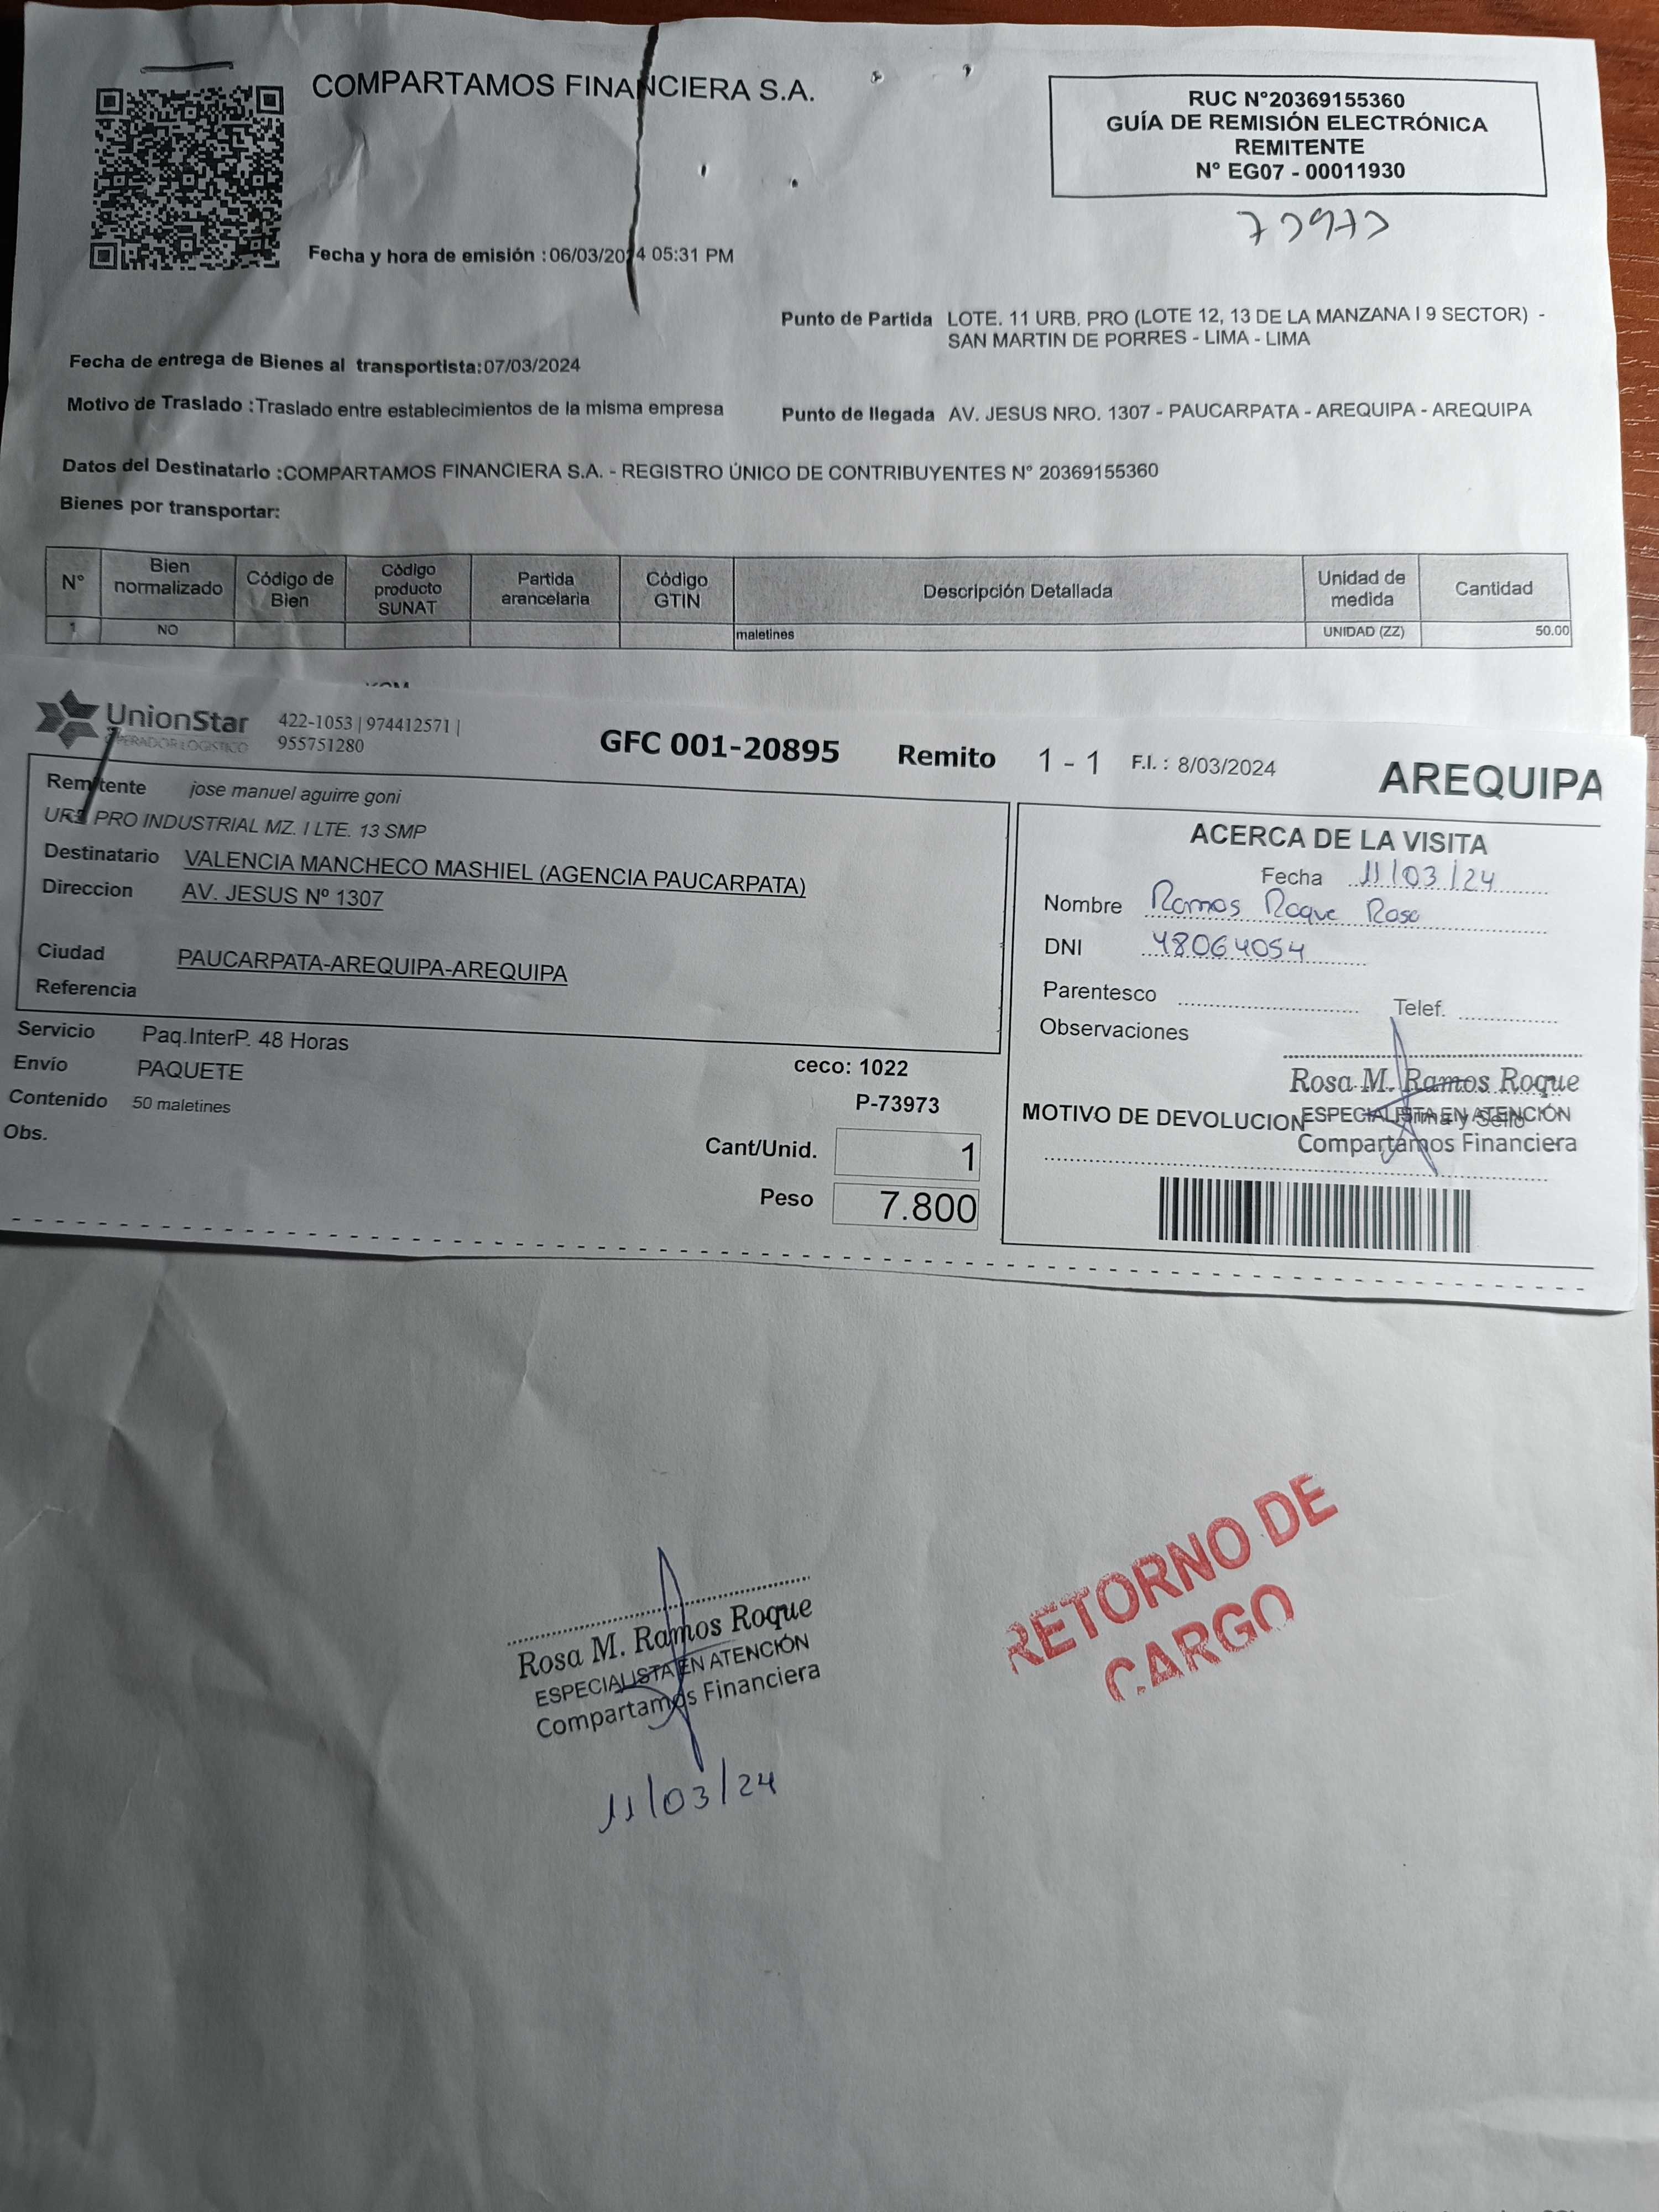 COMPARTAMOS FINANCIERA S.A.
RUC N°20369155360
GUÍA DE REMISIÓN ELECTRÓNICA
REMITENTE
N° EG07 - 00011930
73973
Fecha y hora de emisión : 06/03/2024 05:31 PM
Punto de Partida LOTE. 11 URB. PRO (LOTE 12, 13 DE LA MANZANA I 9 SECTOR) -
SAN MARTIN DE PORRES - LIMA - LIMA
Fecha de entrega de Bienes al transportista:07/03/2024
Motivo de Traslado :Traslado entre establecimientos de la misma empresa
Punto de llegada AV. JESUS NRO. 1307 - PAUCARPATA - AREQUIPA - AREQUIPA
Datos del Destinatario :COMPARTAMOS FINANCIERA S.A. - REGISTRO ÚNICO DE CONTRIBUYENTES N° 20369155360
Bienes por transportar:
N° Bien normalizado Código de Bien Código producto SUNAT Partida arancelaria Código GTIN Descripción Detallada Unidad de medida Cantidad
1 NO maletines UNIDAD (ZZ) 50.00
UnionStar
OPERADOR LOGISTICO
422-1053 | 974412571 |
955751280
GFC 001-20895 Remito 1 - 1 F.I. : 8/03/2024 AREQUIPA
Remitente jose manuel aguirre goni
URB PRO INDUSTRIAL MZ. I LTE. 13 SMP
Destinatario VALENCIA MANCHECO MASHIEL (AGENCIA PAUCARPATA)
Direccion AV. JESUS Nº 1307
Ciudad PAUCARPATA-AREQUIPA-AREQUIPA
Referencia
Servicio Paq.InterP. 48 Horas
Envío PAQUETE
Contenido 50 maletines
Obs.
ceco: 1022
P-73973
Cant/Unid. 1
Peso 7.800
ACERCA DE LA VISITA
Fecha 11/03/24
Nombre Ramos Roque Rosa
DNI 48064054
Parentesco Telef.
Observaciones
Rosa M. Ramos Roque
ESPECIALISTA EN ATENCIÓN
Compartamos Financiera
Firma y Sello
MOTIVO DE DEVOLUCION
Rosa M. Ramos Roque
ESPECIALISTA EN ATENCIÓN
Compartamos Financiera
11/03/24
RETORNO DE
CARGO